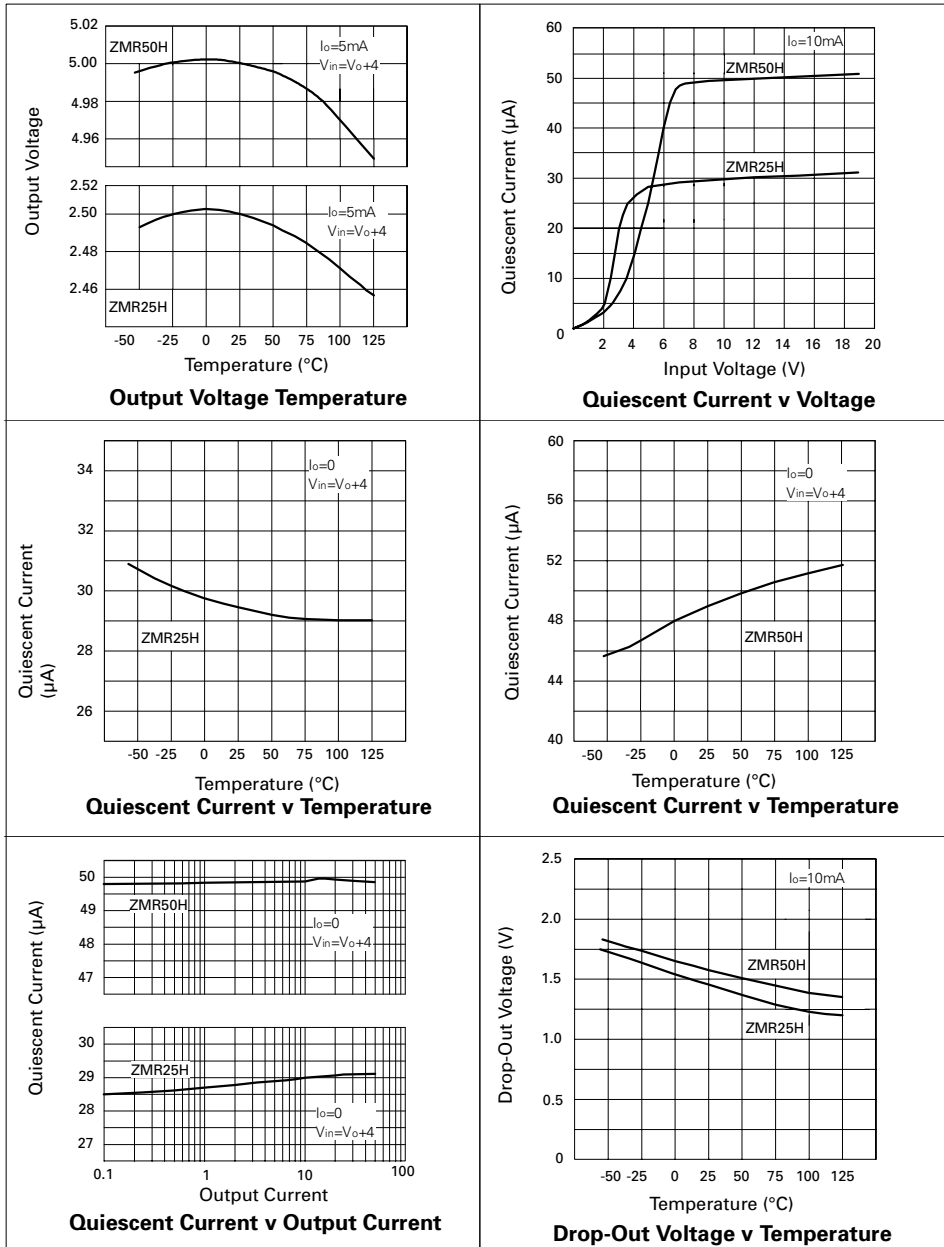 5.02
5.00
4.98
4.96
ZMR50H
Io=5mA
Vin=Vo+4
2.52
2.50
2.48
2.46
Io=5mA
Vin=Vo+4
ZMR25H
Output Voltage
-50 -25 0 25 50 75 100 125
Temperature (°C)
Output Voltage Temperature
60
50
40
30
20
10
0
Io=10mA
ZMR50H
ZMR25H
Quiescent Current (µA)
2 4 6 8 10 12 14 16 18 20
Input Voltage (V)
Quiescent Current v Voltage
34
32
30
28
26
Io=0
Vin=Vo+4
ZMR25H
Quiescent Current
(µA)
-50 -25 0 25 50 75 100 125
Temperature (°C)
Quiescent Current v Temperature
60
56
52
48
44
40
Io=0
Vin=Vo+4
ZMR50H
Quiescent Current (µA)
-50 -25 0 25 50 75 100 125
Temperature (°C)
Quiescent Current v Temperature
50
49
48
47
ZMR50H
Io=0
Vin=Vo+4
30
29
28
27
ZMR25H
Io=0
Vin=Vo+4
Quiescent Current (µA)
0.1 1 10 100
Output Current
Quiescent Current v Output Current
2.5
2.0
1.5
1.0
0.5
0
Io=10mA
ZMR50H
ZMR25H
Drop-Out Voltage (V)
-50 -25 0 25 50 75 100 125
Temperature (°C)
Drop-Out Voltage v Temperature